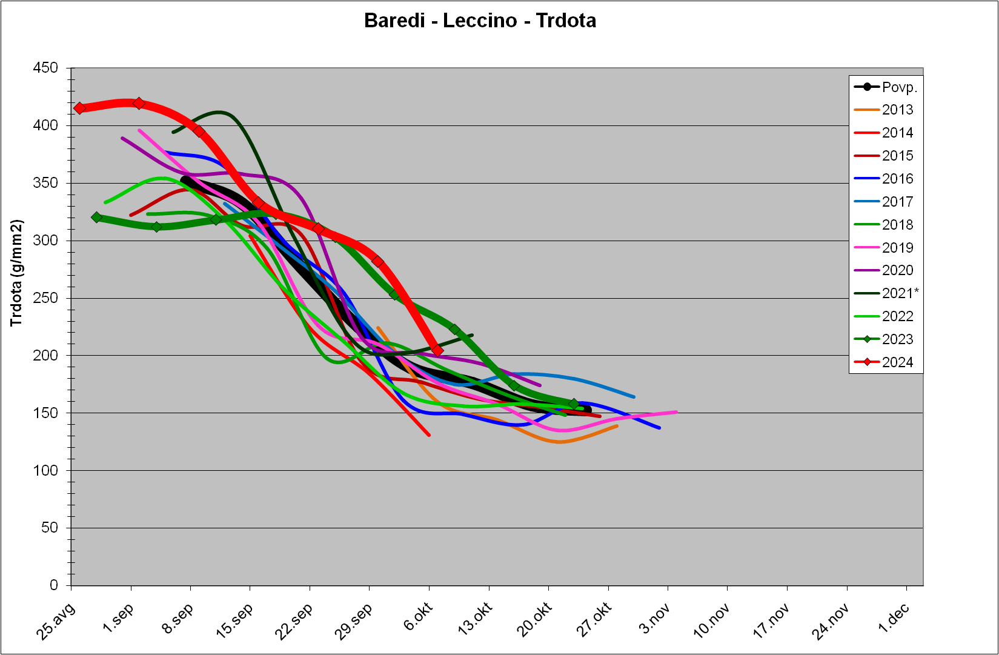 Baredi - Leccino - Trdota
Trdota (g/mm2)
450
400
350
300
250
200
150
100
50
0
25.avg
1.sep
8.sep
15.sep
22.sep
29.sep
6.okt
13.okt
20.okt
27.okt
3.nov
10.nov
17.nov
24.nov
1.dec
Povp.
2013
2014
2015
2016
2017
2018
2019
2020
2021*
2022
2023
2024